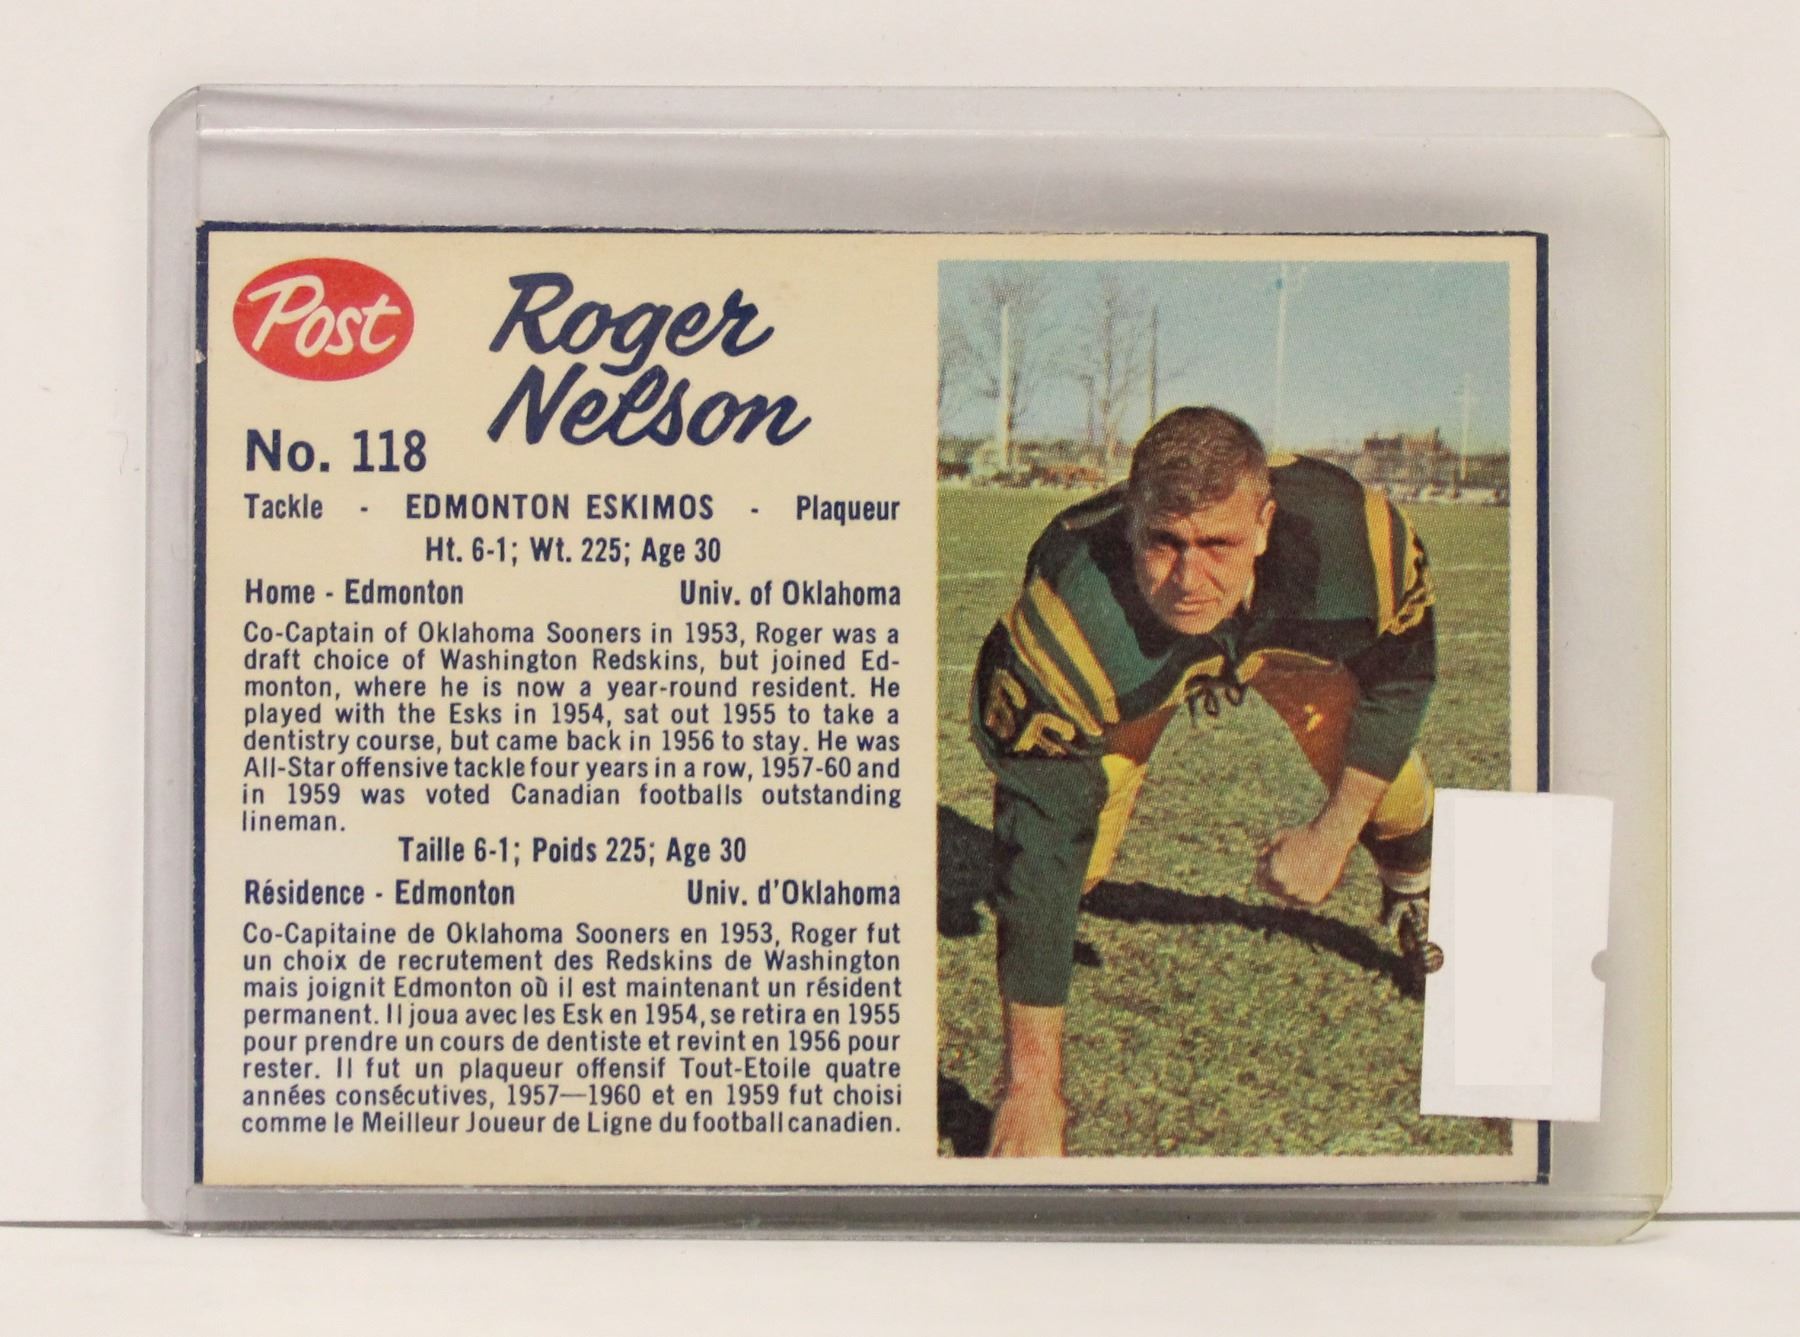 Post
Roger
Nelson
No. 118
Tackle - EDMONTON ESKIMOS - Plaqueur
Ht. 6-1; Wt. 225; Age 30
Home - Edmonton Univ. of Oklahoma
Co-Captain of Oklahoma Sooners in 1953, Roger was a
draft choice of Washington Redskins, but joined Ed-
monton, where he is now a year-round resident. He
played with the Esks in 1954, sat out 1955 to take a
dentistry course, but came back in 1956 to stay. He was
All-Star offensive tackle four years in a row, 1957-60 and
in 1959 was voted Canadian footballs outstanding
lineman.
Taille 6-1; Poids 225; Age 30
Résidence - Edmonton Univ. d'Oklahoma
Co-Capitaine de Oklahoma Sooners en 1953, Roger fut
un choix de recrutement des Redskins de Washington
mais joignit Edmonton où il est maintenant un résident
permanent. Il joua avec les Esk en 1954, se retira en 1955
pour prendre un cours de dentiste et revint en 1956 pour
rester. Il fut un plaqueur offensif Tout-Etoile quatre
années consécutives, 1957—1960 et en 1959 fut choisi
comme le Meilleur Joueur de Ligne du football canadien.